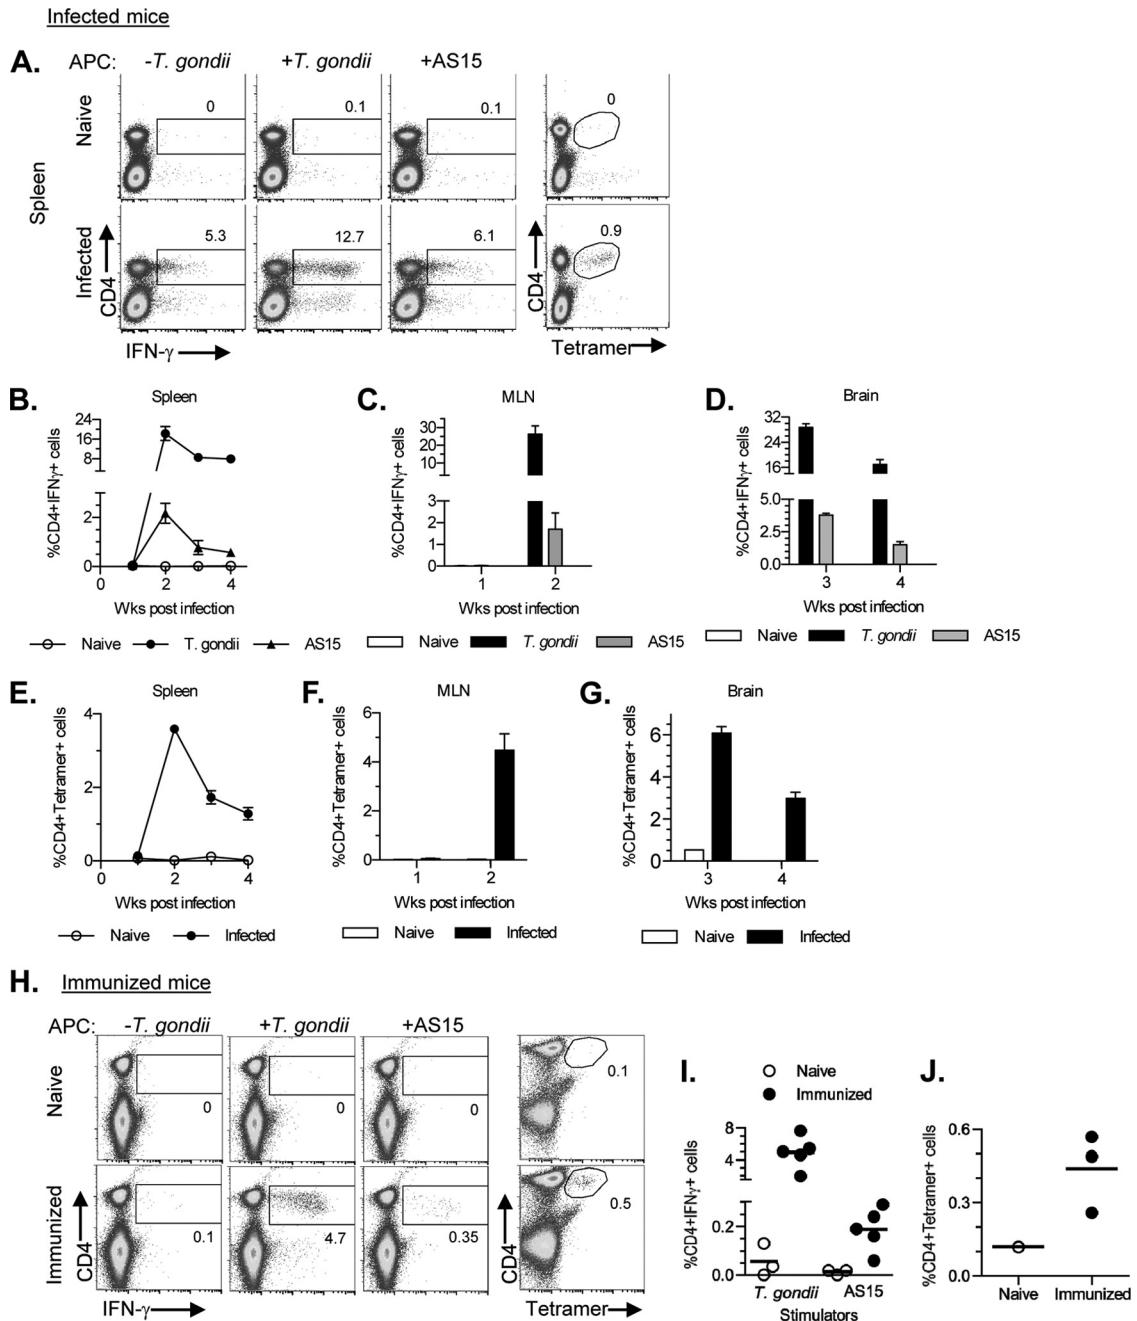 Infected mice
A.
APC: -T. gondii +T. gondii +AS15
Spleen
Naive
0 0.1 0.1 0
Infected
CD4
5.3 12.7 6.1
CD4
0.9
IFN-γ
Tetramer
B.
Spleen
%CD4+IFNγ+ cells
24
16
8
2
0
0 2 4
Wks post infection
Naive T. gondii AS15
C.
MLN
%CD4+IFNγ+ cells
30
20
10
3
2
1
0
1 2
Wks post infection
Naive T. gondii AS15
D.
Brain
%CD4+IFNγ+ cells
32
24
16
5.0
2.5
0.0
3 4
Wks post infection
Naive T. gondii AS15
E.
Spleen
%CD4+Tetramer+ cells
4
2
0
0 2 4
Wks post infection
Naive Infected
F.
MLN
%CD4+Tetramer+ cells
6
4
2
0
1 2
Wks post infection
Naive Infected
G.
Brain
%CD4+Tetramer+ cells
6
4
2
0
3 4
Wks post infection
Naive Infected
H.
Immunized mice
APC: -T. gondii +T. gondii +AS15
Naive
0 0 0 0.1
Immunized
CD4
0.1 4.7 0.35
CD4
0.5
IFN-γ
Tetramer
I.
Naive
Immunized
%CD4+IFNγ+ cells
8
4
0.2
0.0
T. gondii AS15
Stimulators
J.
%CD4+Tetramer+ cells
0.6
0.3
0.0
Naive Immunized